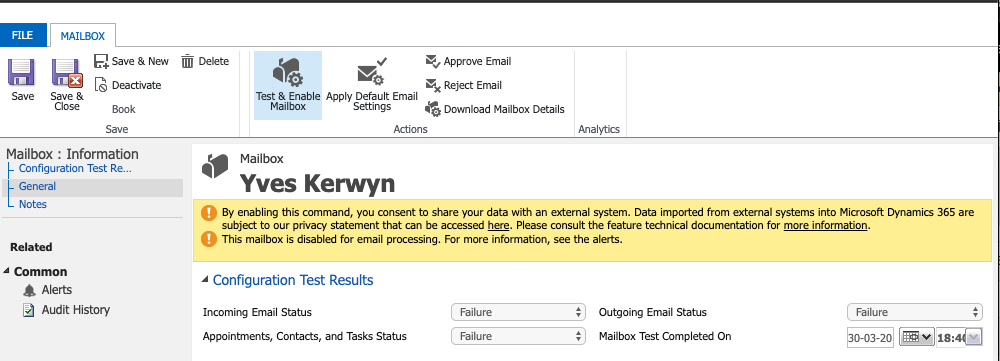 FILE
MAILBOX
Save
Save &
Close
Save & New
Delete
Deactivate
Book
Save
Test & Enable
Mailbox
Apply Default Email
Settings
Approve Email
Reject Email
Download Mailbox Details
Actions
Analytics
Mailbox : Information
Configuration Test Re...
General
Notes
Related
Common
Alerts
Audit History
Mailbox
Yves Kerwyn
By enabling this command, you consent to share your data with an external system. Data imported from external systems into Microsoft Dynamics 365 are
subject to our privacy statement that can be accessed here. Please consult the feature technical documentation for more information.
This mailbox is disabled for email processing. For more information, see the alerts.
Configuration Test Results
Incoming Email Status Failure Outgoing Email Status Failure
Appointments, Contacts, and Tasks Status Failure Mailbox Test Completed On 30-03-20 18:40